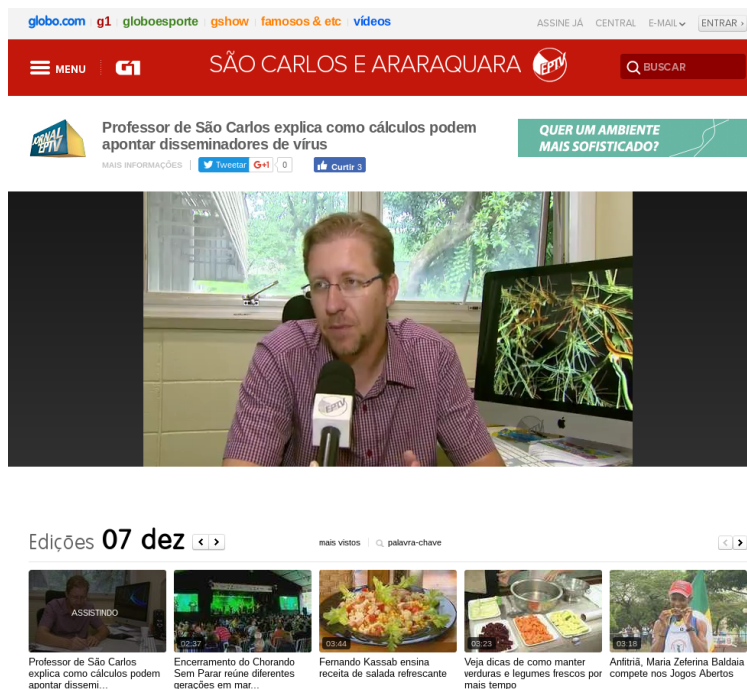 globo.com g1 globoesporte gshow famosos & etc vídeos ASSINE JÁ CENTRAL E-MAIL ENTRAR ›
MENU G1 SÃO CARLOS E ARARAQUARA EPTV BUSCAR
JORNAL EPTV
Professor de São Carlos explica como cálculos podem
apontar disseminadores de vírus
MAIS INFORMAÇÕES Tweetar G+1 0 Curtir 3
QUER UM AMBIENTE
MAIS SOFISTICADO?
EPTV
Edições 07 dez mais vistos palavra-chave
ASSISTINDO
02:37 03:44 03:23 03:18
Professor de São Carlos
explica como cálculos podem
apontar dissemi...
Encerramento do Chorando
Sem Parar reúne diferentes
gerações em mar...
Fernando Kassab ensina
receita de salada refrescante
Veja dicas de como manter
verduras e legumes frescos por
mais tempo
Anfitriã, Maria Zeferina Baldaia
compete nos Jogos Abertos